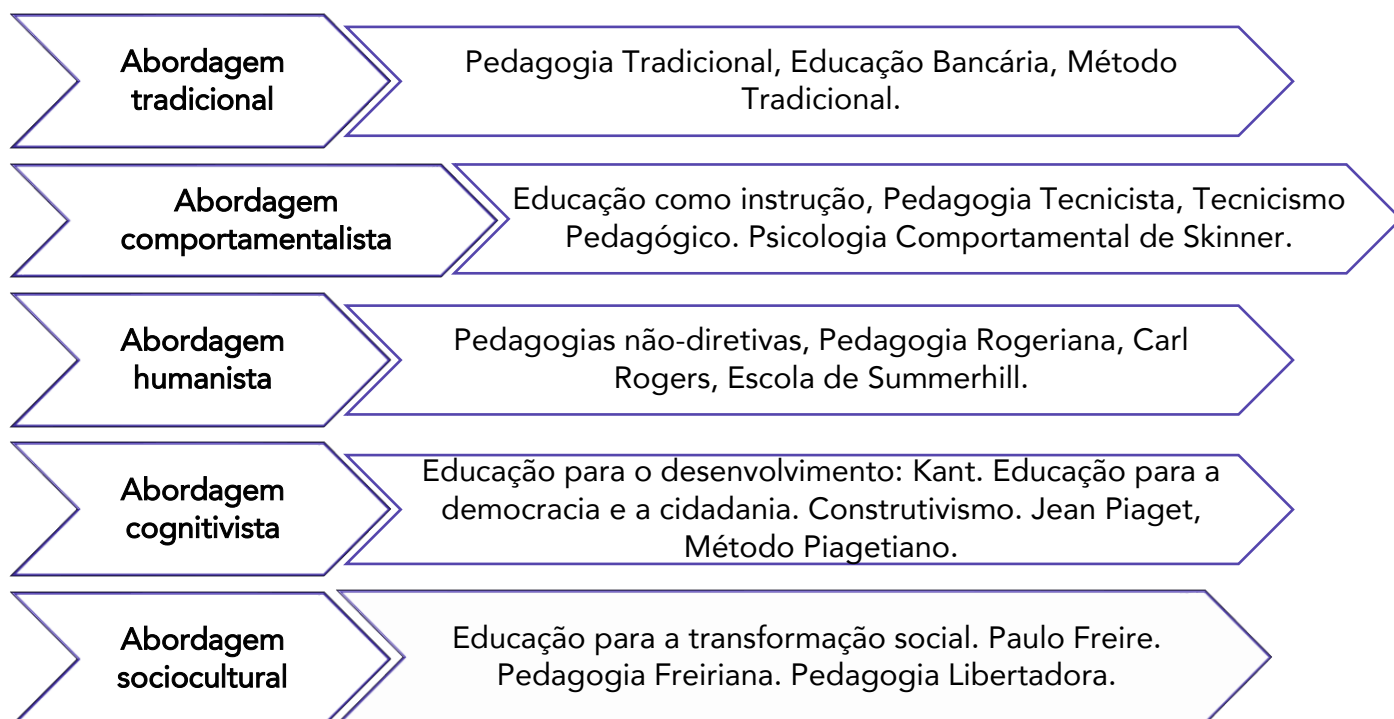 Abordagem
tradicional
Pedagogia Tradicional, Educação Bancária, Método
Tradicional.
Abordagem
comportamentalista
Educação como instrução, Pedagogia Tecnicista, Tecnicismo
Pedagógico. Psicologia Comportamental de Skinner.
Abordagem
humanista
Pedagogias não-diretivas, Pedagogia Rogeriana, Carl
Rogers, Escola de Summerhill.
Abordagem
cognitivista
Educação para o desenvolvimento: Kant. Educação para a
democracia e a cidadania. Construtivismo. Jean Piaget,
Método Piagetiano.
Abordagem
sociocultural
Educação para a transformação social. Paulo Freire.
Pedagogia Freiriana. Pedagogia Libertadora.